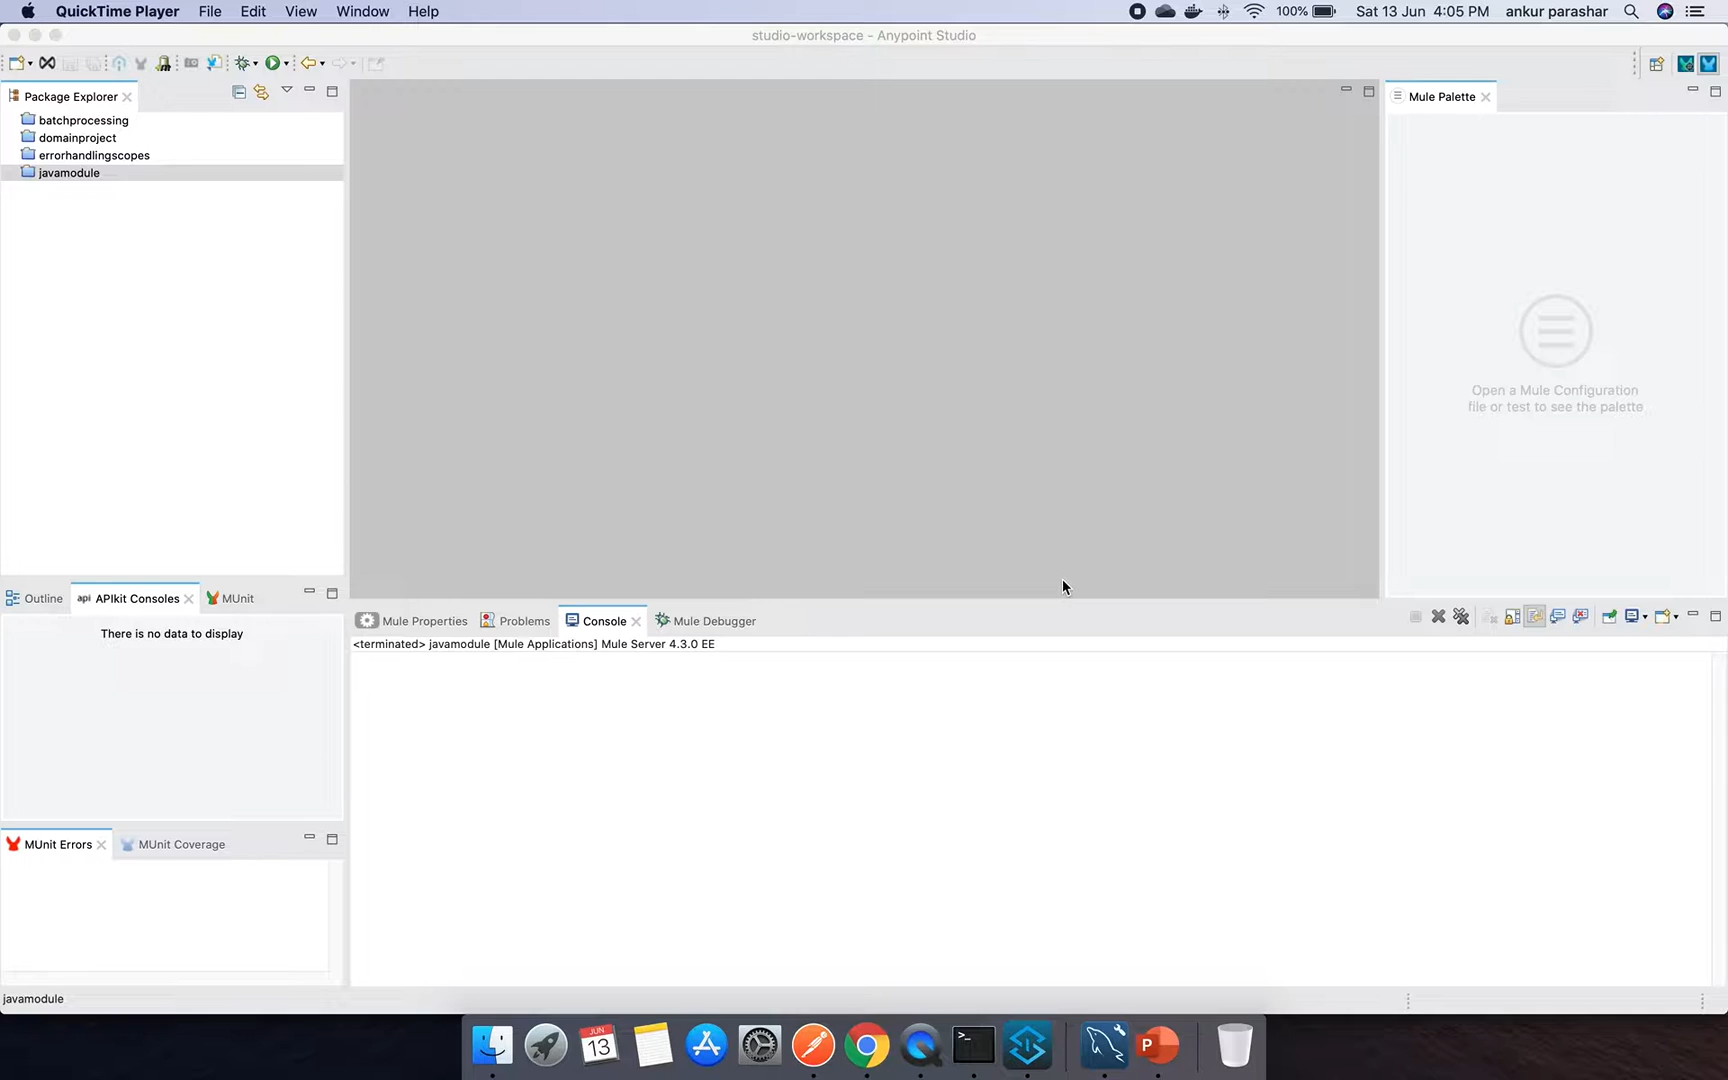 QuickTime Player File Edit View Window Help 100% Sat 13 Jun 4:05 PM ankur parashar
studio-workspace - Anypoint Studio
Package Explorer
Mule Palette
batchprocessing
domainproject
errorhandlingscopes
javamodule
Open a Mule Configuration
file or test to see the palette
Outline api APIkit Consoles MUnit
There is no data to display
Mule Properties Problems Console Mule Debugger
<terminated> javamodule [Mule Applications] Mule Server 4.3.0 EE
MUnit Errors MUnit Coverage
javamodule
JUN
13
>_
P